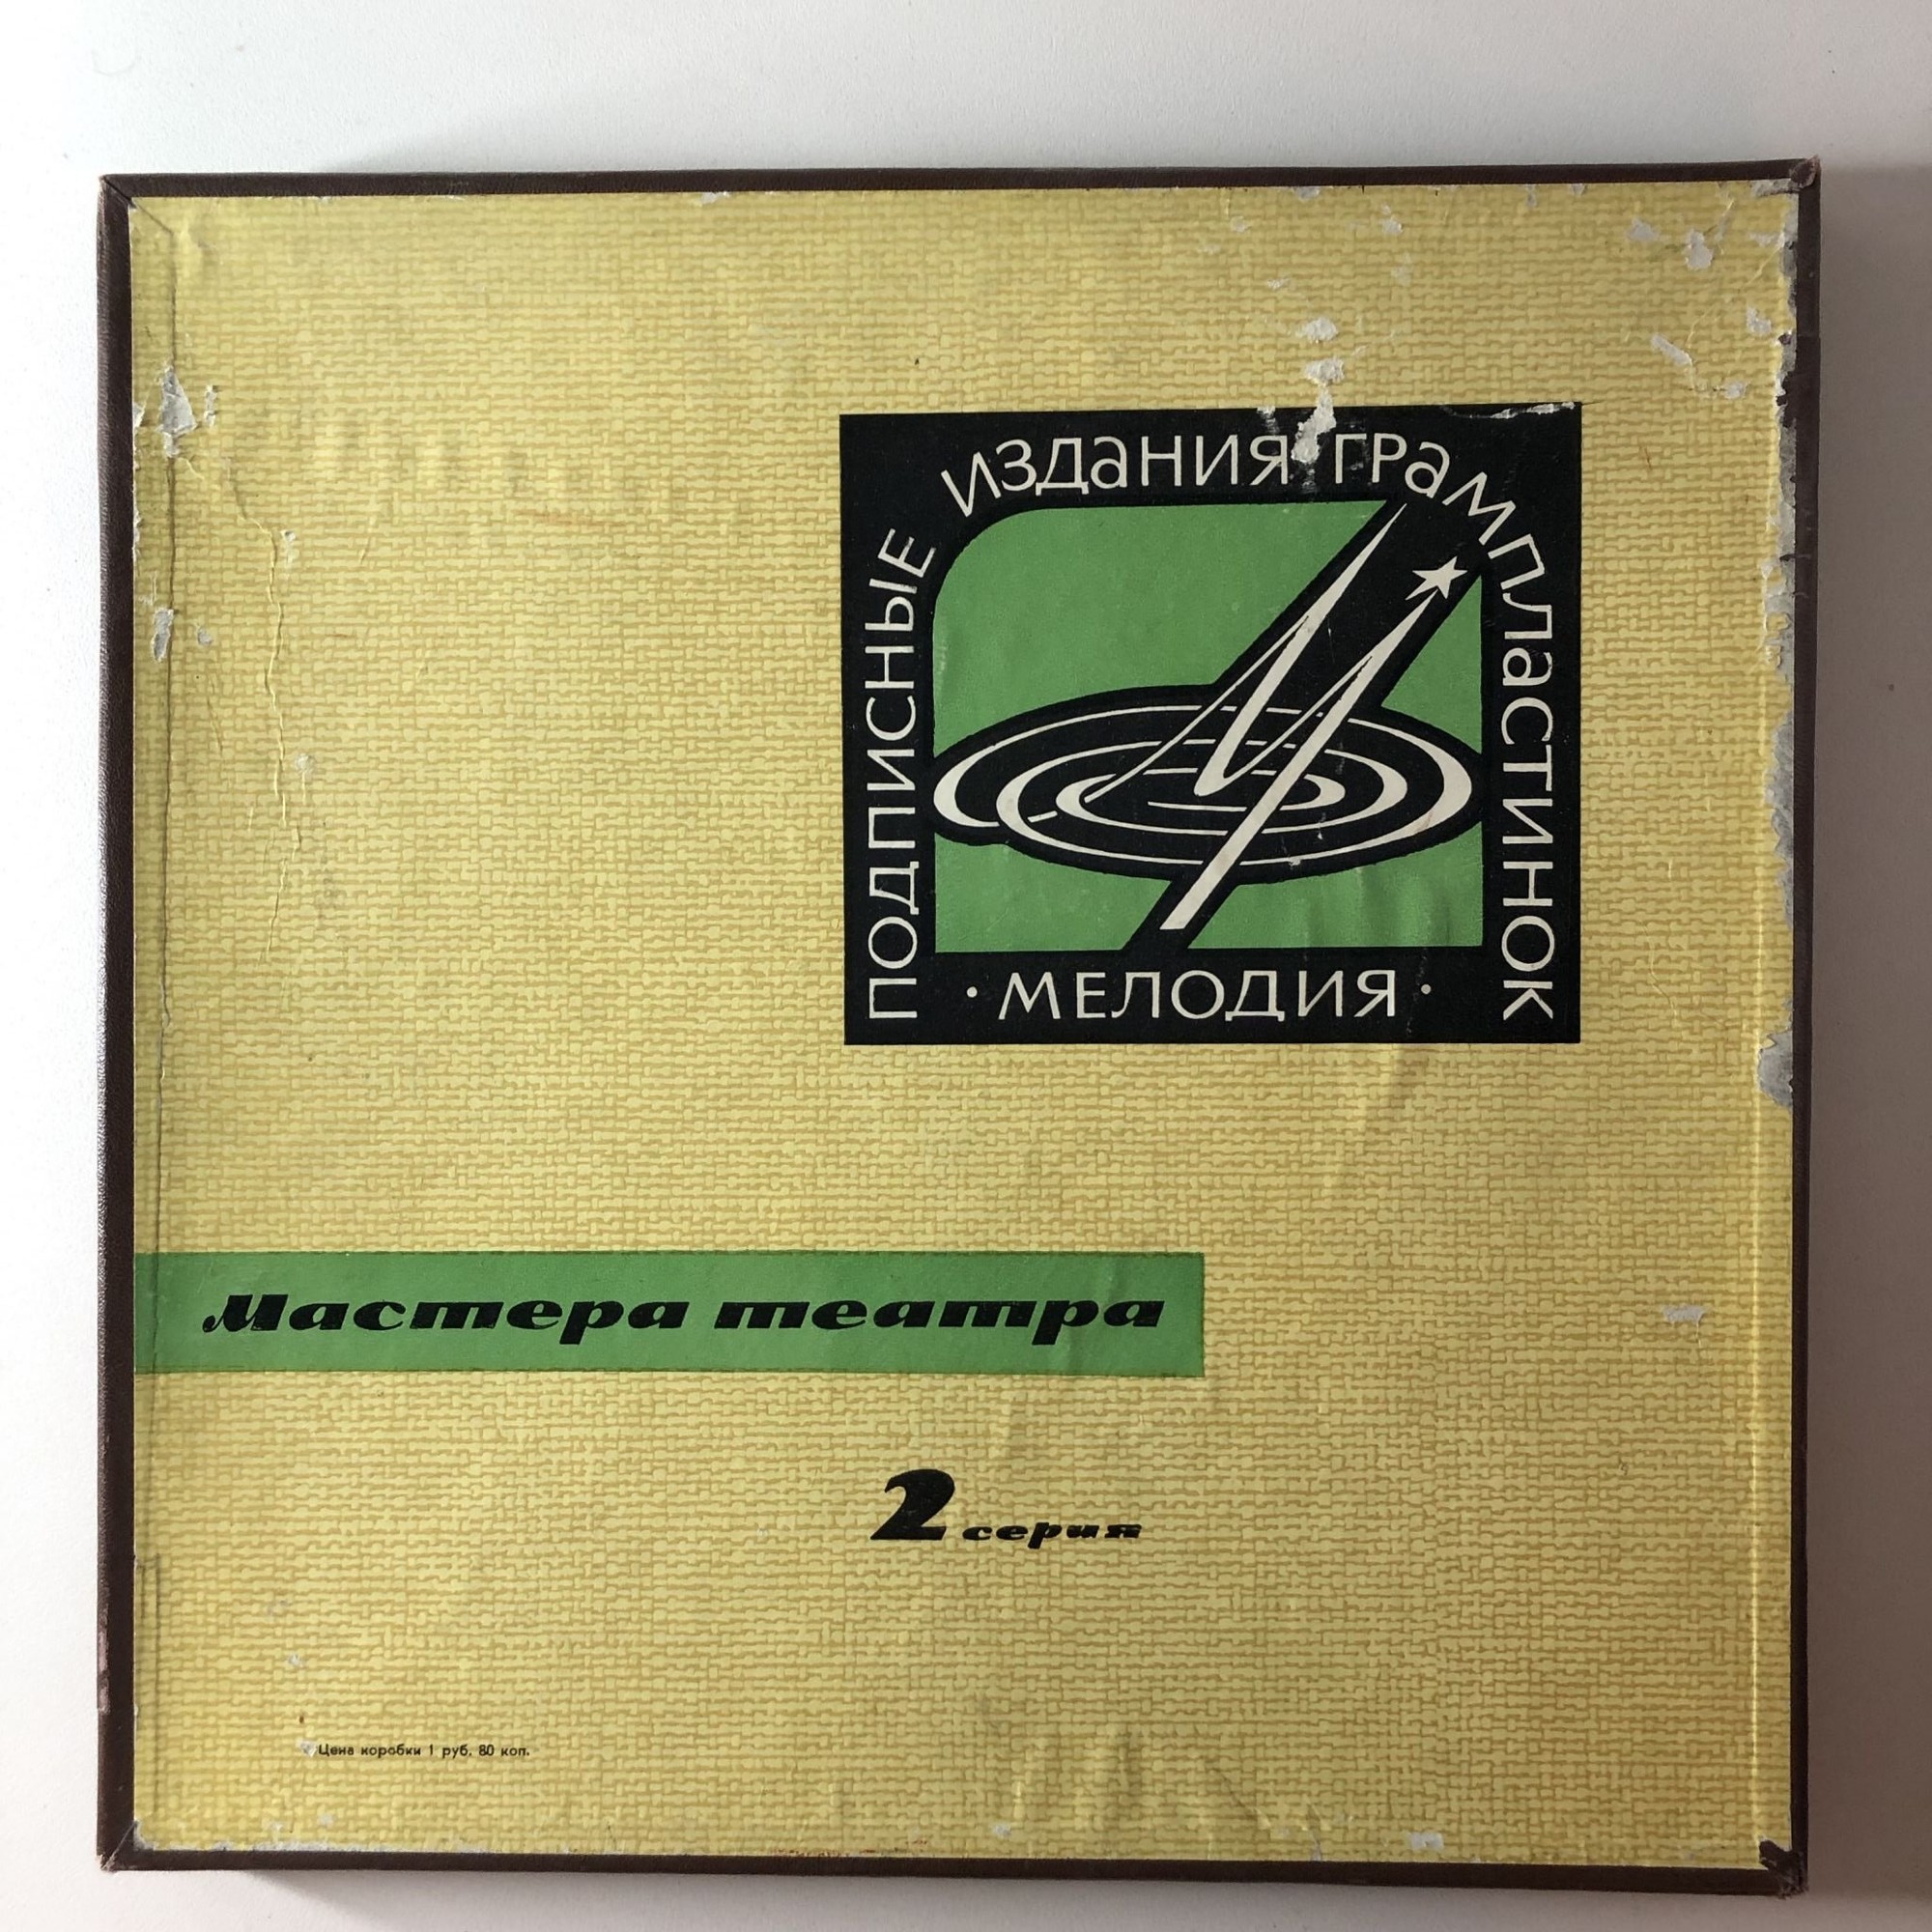 ПОДПИСНЫЕ ИЗДАНИЯ ГРАМПЛАСТИНОК
• МЕЛОДИЯ •
Мастера театра
2 серия
Цена коробки 1 руб. 80 коп.